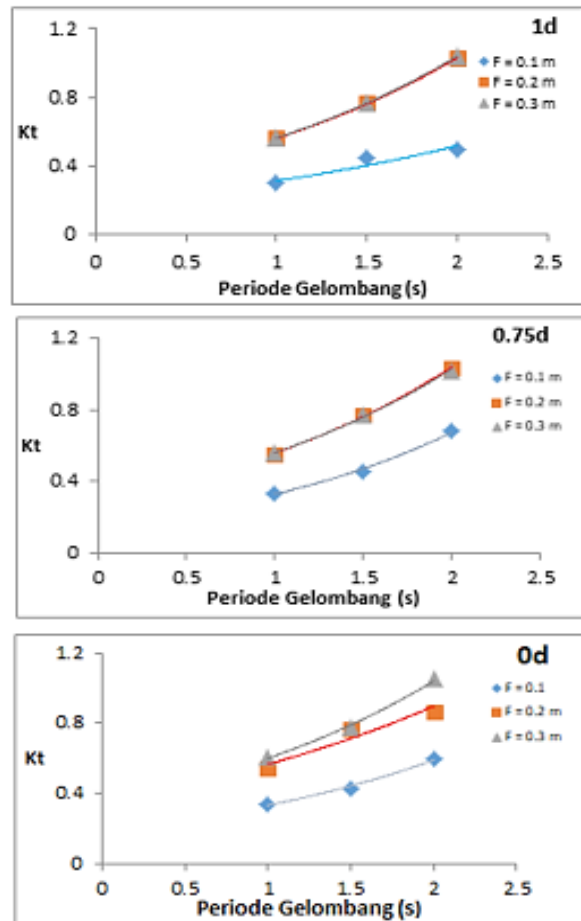 1d
1.2
F = 0.1 m
F = 0.2 m
F = 0.3 m
0.8
Kt
0.4
0
0 0.5 1 1.5 2 2.5
Periode Gelombang (s)
0.75d
1.2
F = 0.1 m
F = 0.2 m
F = 0.3 m
0.8
Kt
0.4
0
0 0.5 1 1.5 2 2.5
Periode Gelombang (s)
0d
1.2
F = 0.1
F = 0.2 m
F = 0.3 m
0.8
Kt
0.4
0
0 0.5 1 1.5 2 2.5
Periode Gelombang (s)